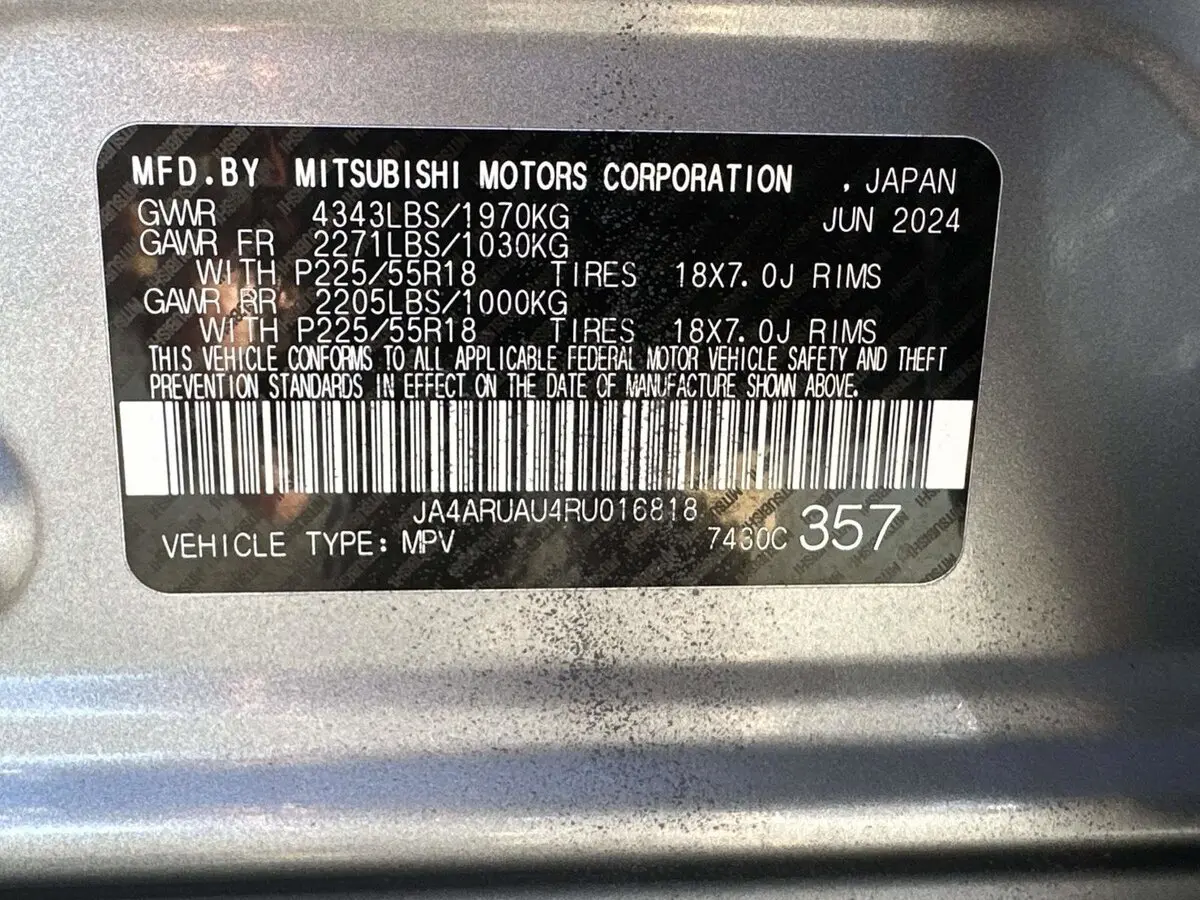 MFD.BY MITSUBISHI MOTORS CORPORATION , JAPAN
GVWR 4343LBS/1970KG JUN 2024
GAWR FR 2271LBS/1030KG
WITH P225/55R18 TIRES 18X7.0J RIMS
GAWR RR 2205LBS/1000KG
WITH P225/55R18 TIRES 18X7.0J RIMS
THIS VEHICLE CONFORMS TO ALL APPLICABLE FEDERAL MOTOR VEHICLE SAFETY AND THEFT
PREVENTION STANDARDS IN EFFECT ON THE DATE OF MANUFACTURE SHOWN ABOVE.
JA4ARUAU4RU016818
VEHICLE TYPE: MPV 7430C 357